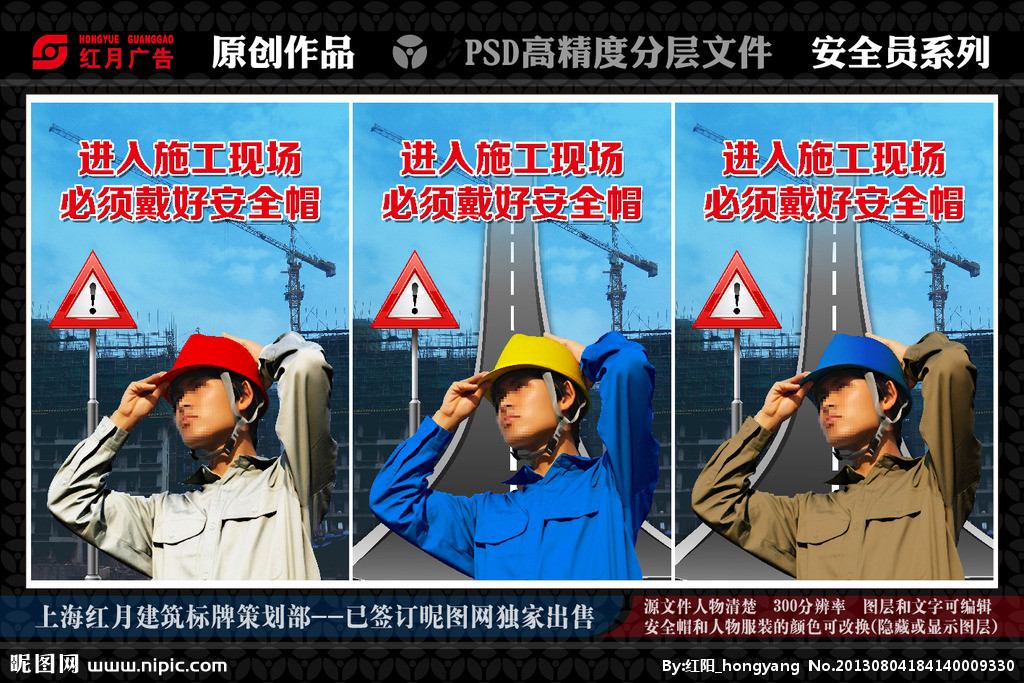 HONGYUE GUANGGAO
红月广告
原创作品
PSD高精度分层文件
安全员系列
进入施工现场
必须戴好安全帽
进入施工现场
必须戴好安全帽
进入施工现场
必须戴好安全帽
上海红月建筑标牌策划部——已签订昵图网独家出售
源文件人物清楚 300分辨率 图层和文字可编辑
安全帽和人物服装的颜色可改换(隐藏或显示图层)
昵图网 www.nipic.com
By:红阳_hongyang No.20130804184140009330